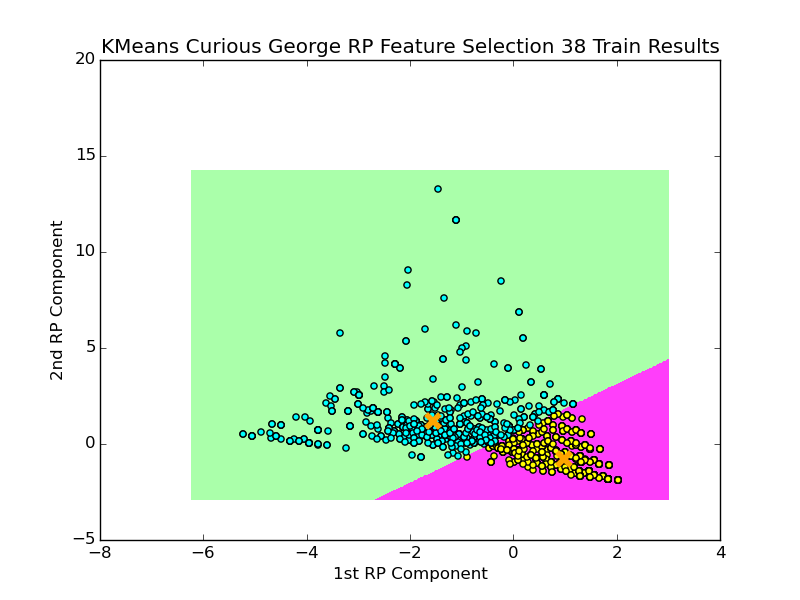 KMeans Curious George RP Feature Selection 38 Train Results
20
15
10
5
0
−5
2nd RP Component
−8 −6 −4 −2 0 2 4
1st RP Component